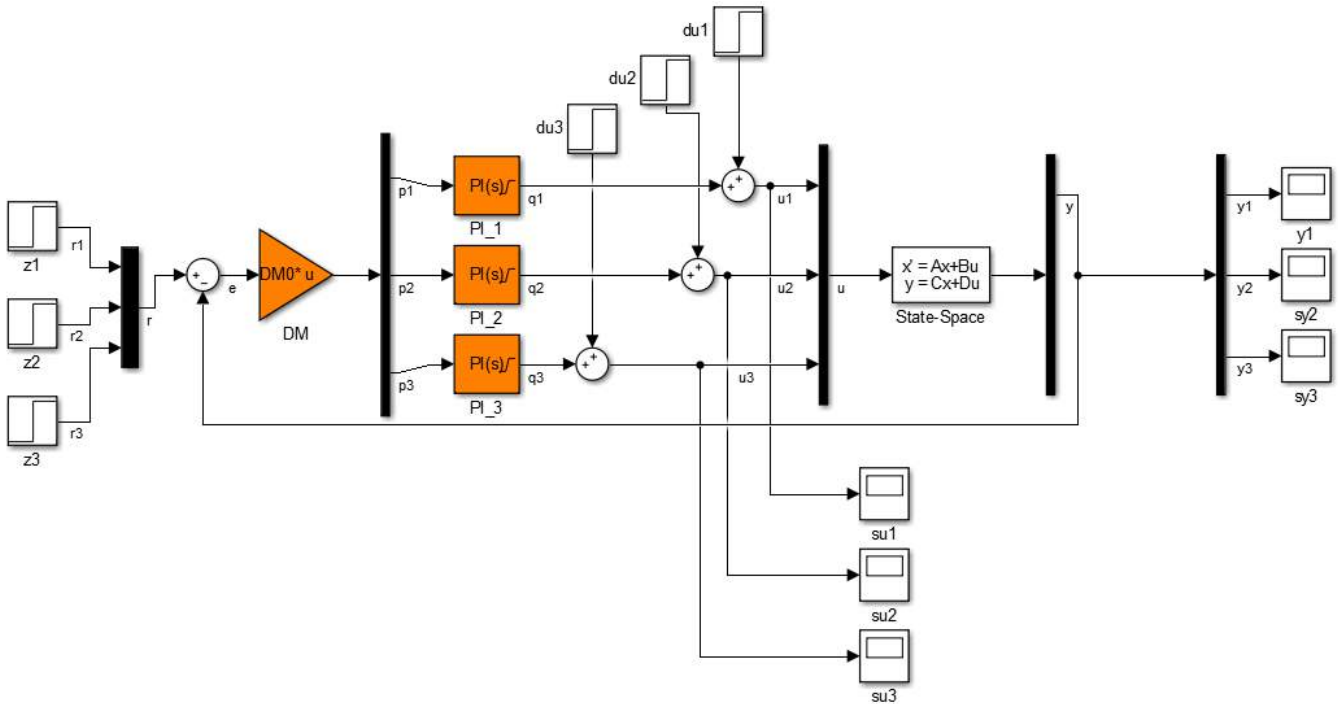 du1
du2
du3
p1
PI(s)
q1
PI_1
u1
y
y1
y1
r1
z1
+
−
e
DM0* u
DM
p2
PI(s)
q2
PI_2
+
+
u2
u
x' = Ax+Bu
y = Cx+Du
State-Space
y2
sy2
r2
z2
r
p3
PI(s)
q3
PI_3
+
+
u3
y3
sy3
r3
z3
+
+
su1
su2
su3